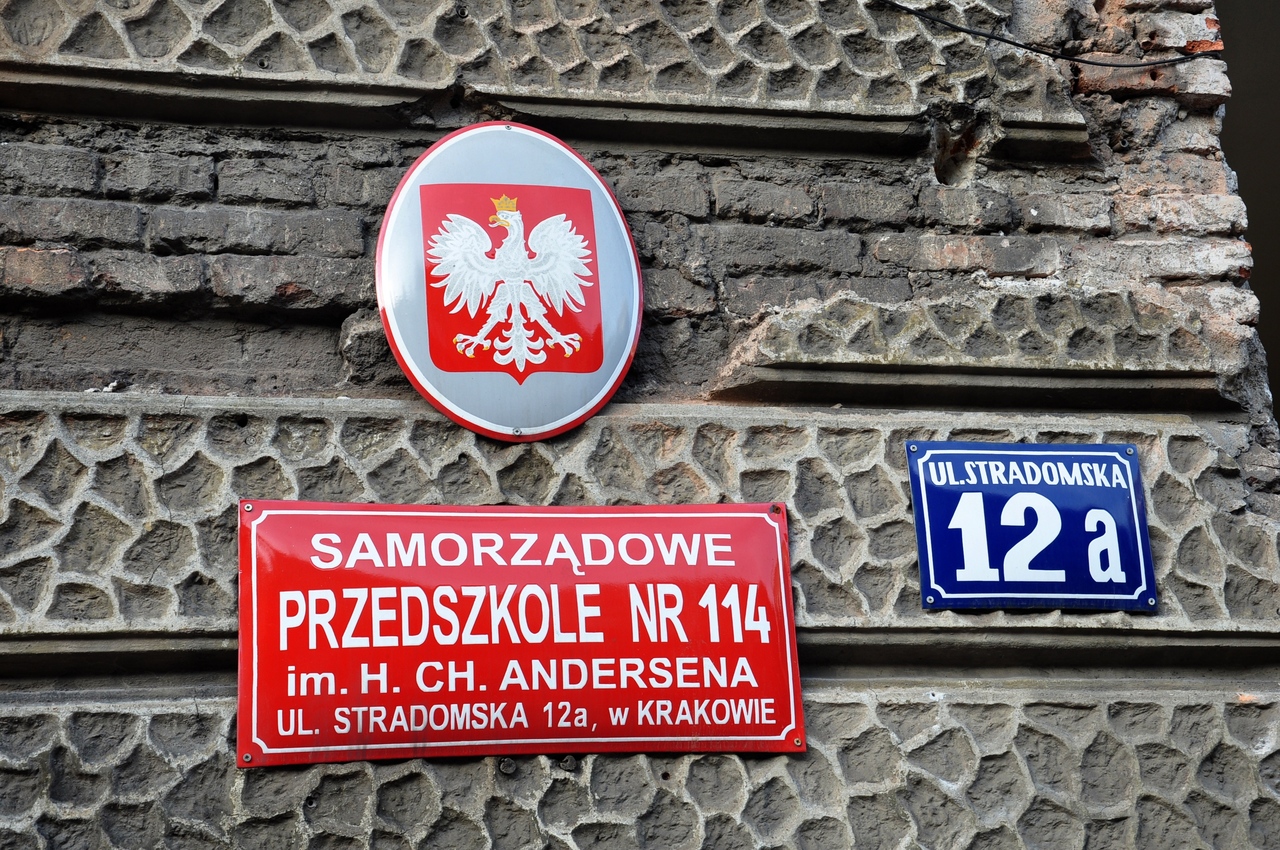 SAMORZĄDOWE
PRZEDSZKOLE NR 114
im. H. CH. ANDERSENA
UL. STRADOMSKA 12a, w KRAKOWIE
UL.STRADOMSKA
12 a